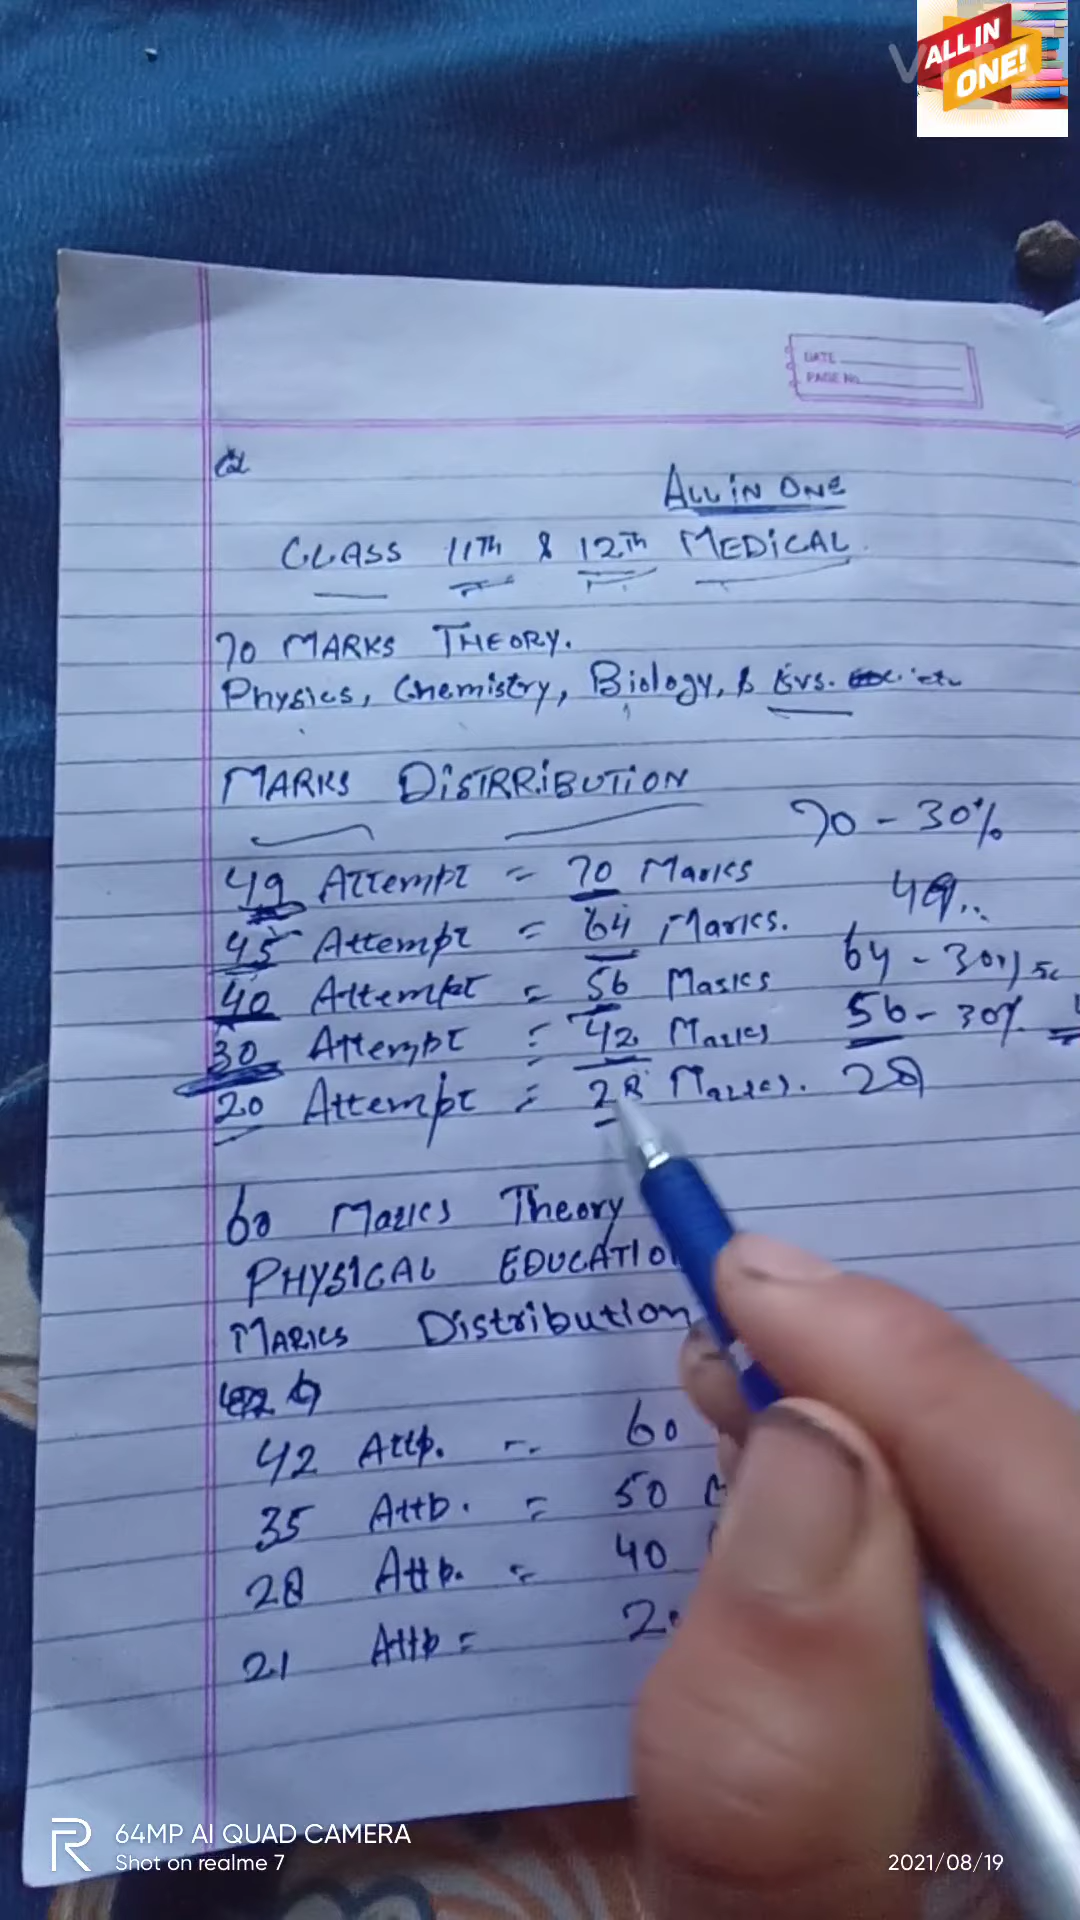 ALL IN
ONE!
DATE
PAGE No.
ALL iN ONE
CLASS 11TH & 12TH MEDiCAL.
70 MARKS THEORY.
Physics, Chemistry, Biology, & Evs. etc
MARKS DiSTRRiBUTiON
70 - 30%
49 Attempt = 70 Marks
49..
45 Attempt = 64 Marks.
64 - 30%
40 Attempt = 56 Marks
56 - 30%
30 Attempt = 42 Marks
20 Attempt = 28 Marks. 28
60 Marks Theory
PHYSICAL EDUCATIO
MARKS Distribution
42 Attp. = 60
35 Attp. = 50 M
28 Attp. = 40
21 Attp = 20
64MP AI QUAD CAMERA
Shot on realme 7
2021/08/19